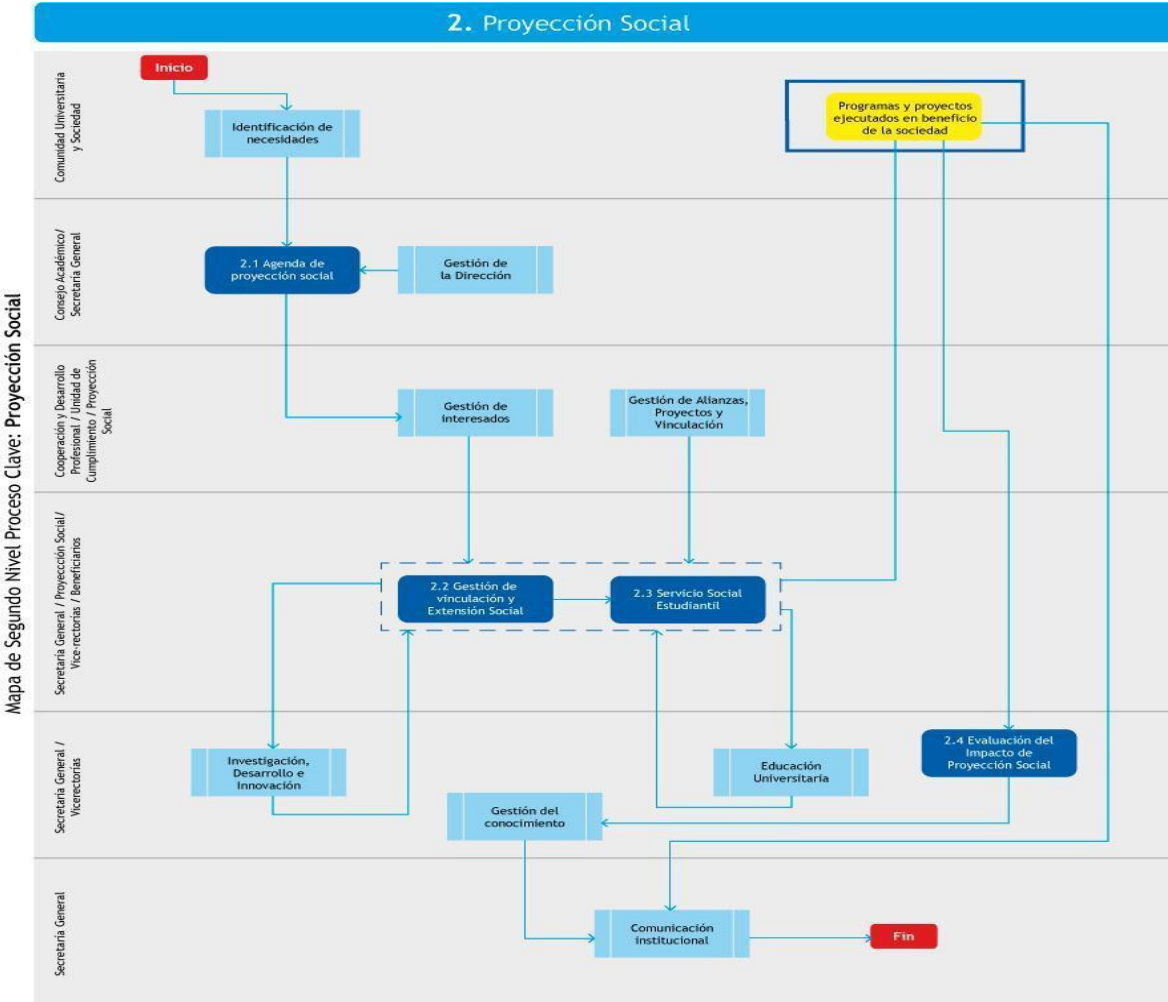 2. Proyección Social
Mapa de Segundo Nivel Proceso Clave: Proyección Social
Comunidad Universitaria
y Sociedad
Inicio
Identificación de
necesidades
Programas y proyectos
ejecutados en beneficio
de la sociedad
Consejo Académico/
Secretaria General
2.1 Agenda de
proyección social
Gestión de
la Dirección
Cooperación y Desarrollo
Profesional / Unidad de
Cumplimiento / Proyección
Social
Gestión de
interesados
Gestión de Alianzas,
Proyectos y
Vinculación
Secretaría General / Proyeccción Social/
Vice-rectorías / Beneficiarios
2.2 Gestión de
vinculación y
Extensión Social
2.3 Servicio Social
Estudiantil
Secretaría General /
Vicerectorías
Investigación,
Desarrollo e
Innovación
Educación
Universitaria
2.4 Evaluación del
Impacto de
Proyección Social
Gestión del
conocimiento
Secretaría General
Comunicación
institucional
Fin